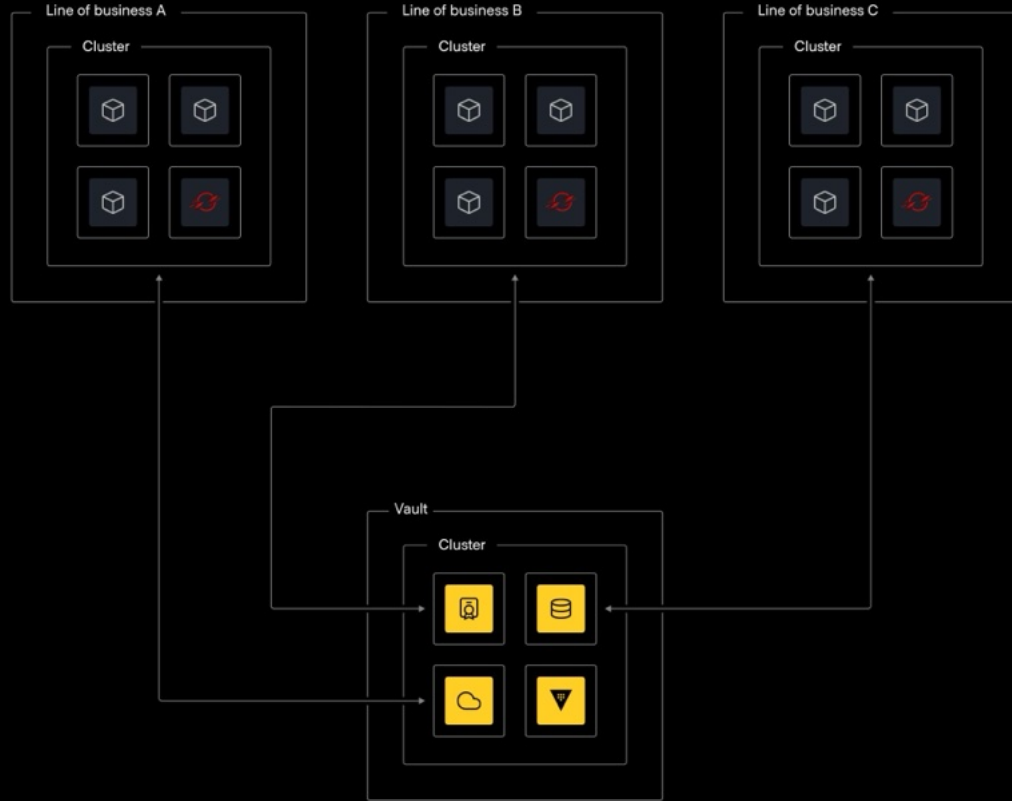 Line of business A
Line of business B
Line of business C
Cluster
Cluster
Cluster
Vault
Cluster